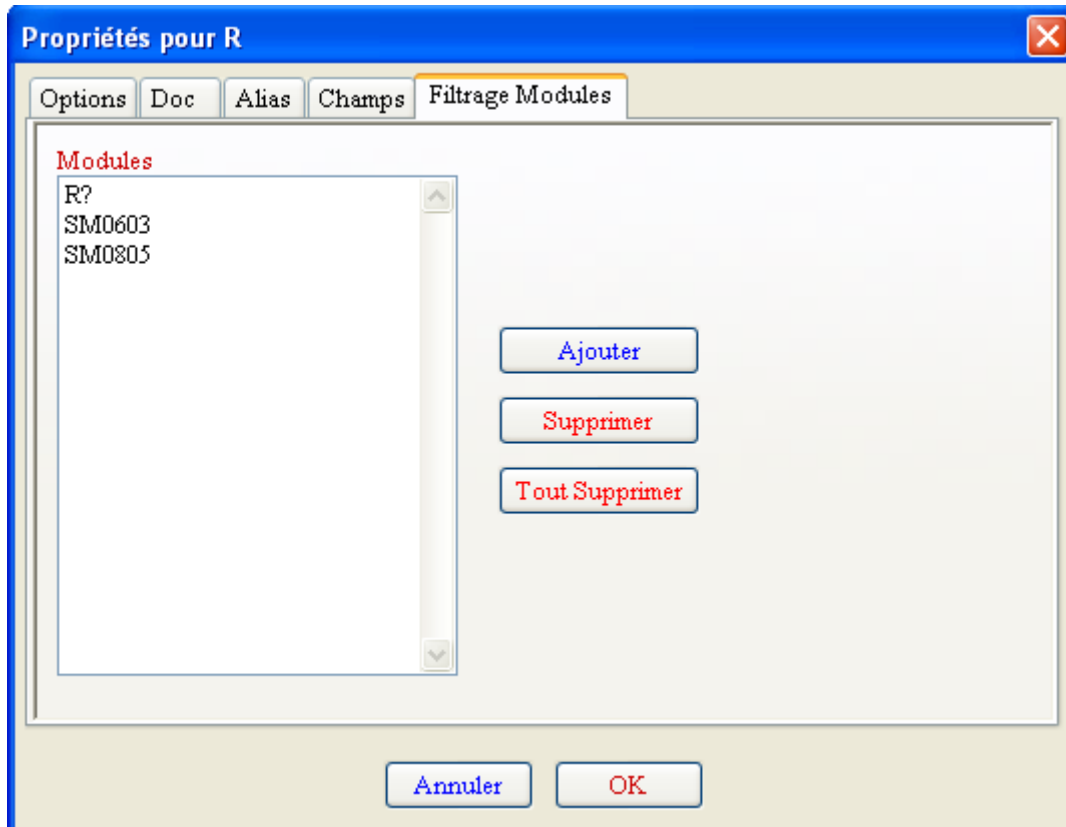 Propriétés pour R
Options Doc Alias Champs Filtrage Modules
Modules
R?
SM0603
SM0805
Ajouter
Supprimer
Tout Supprimer
Annuler OK